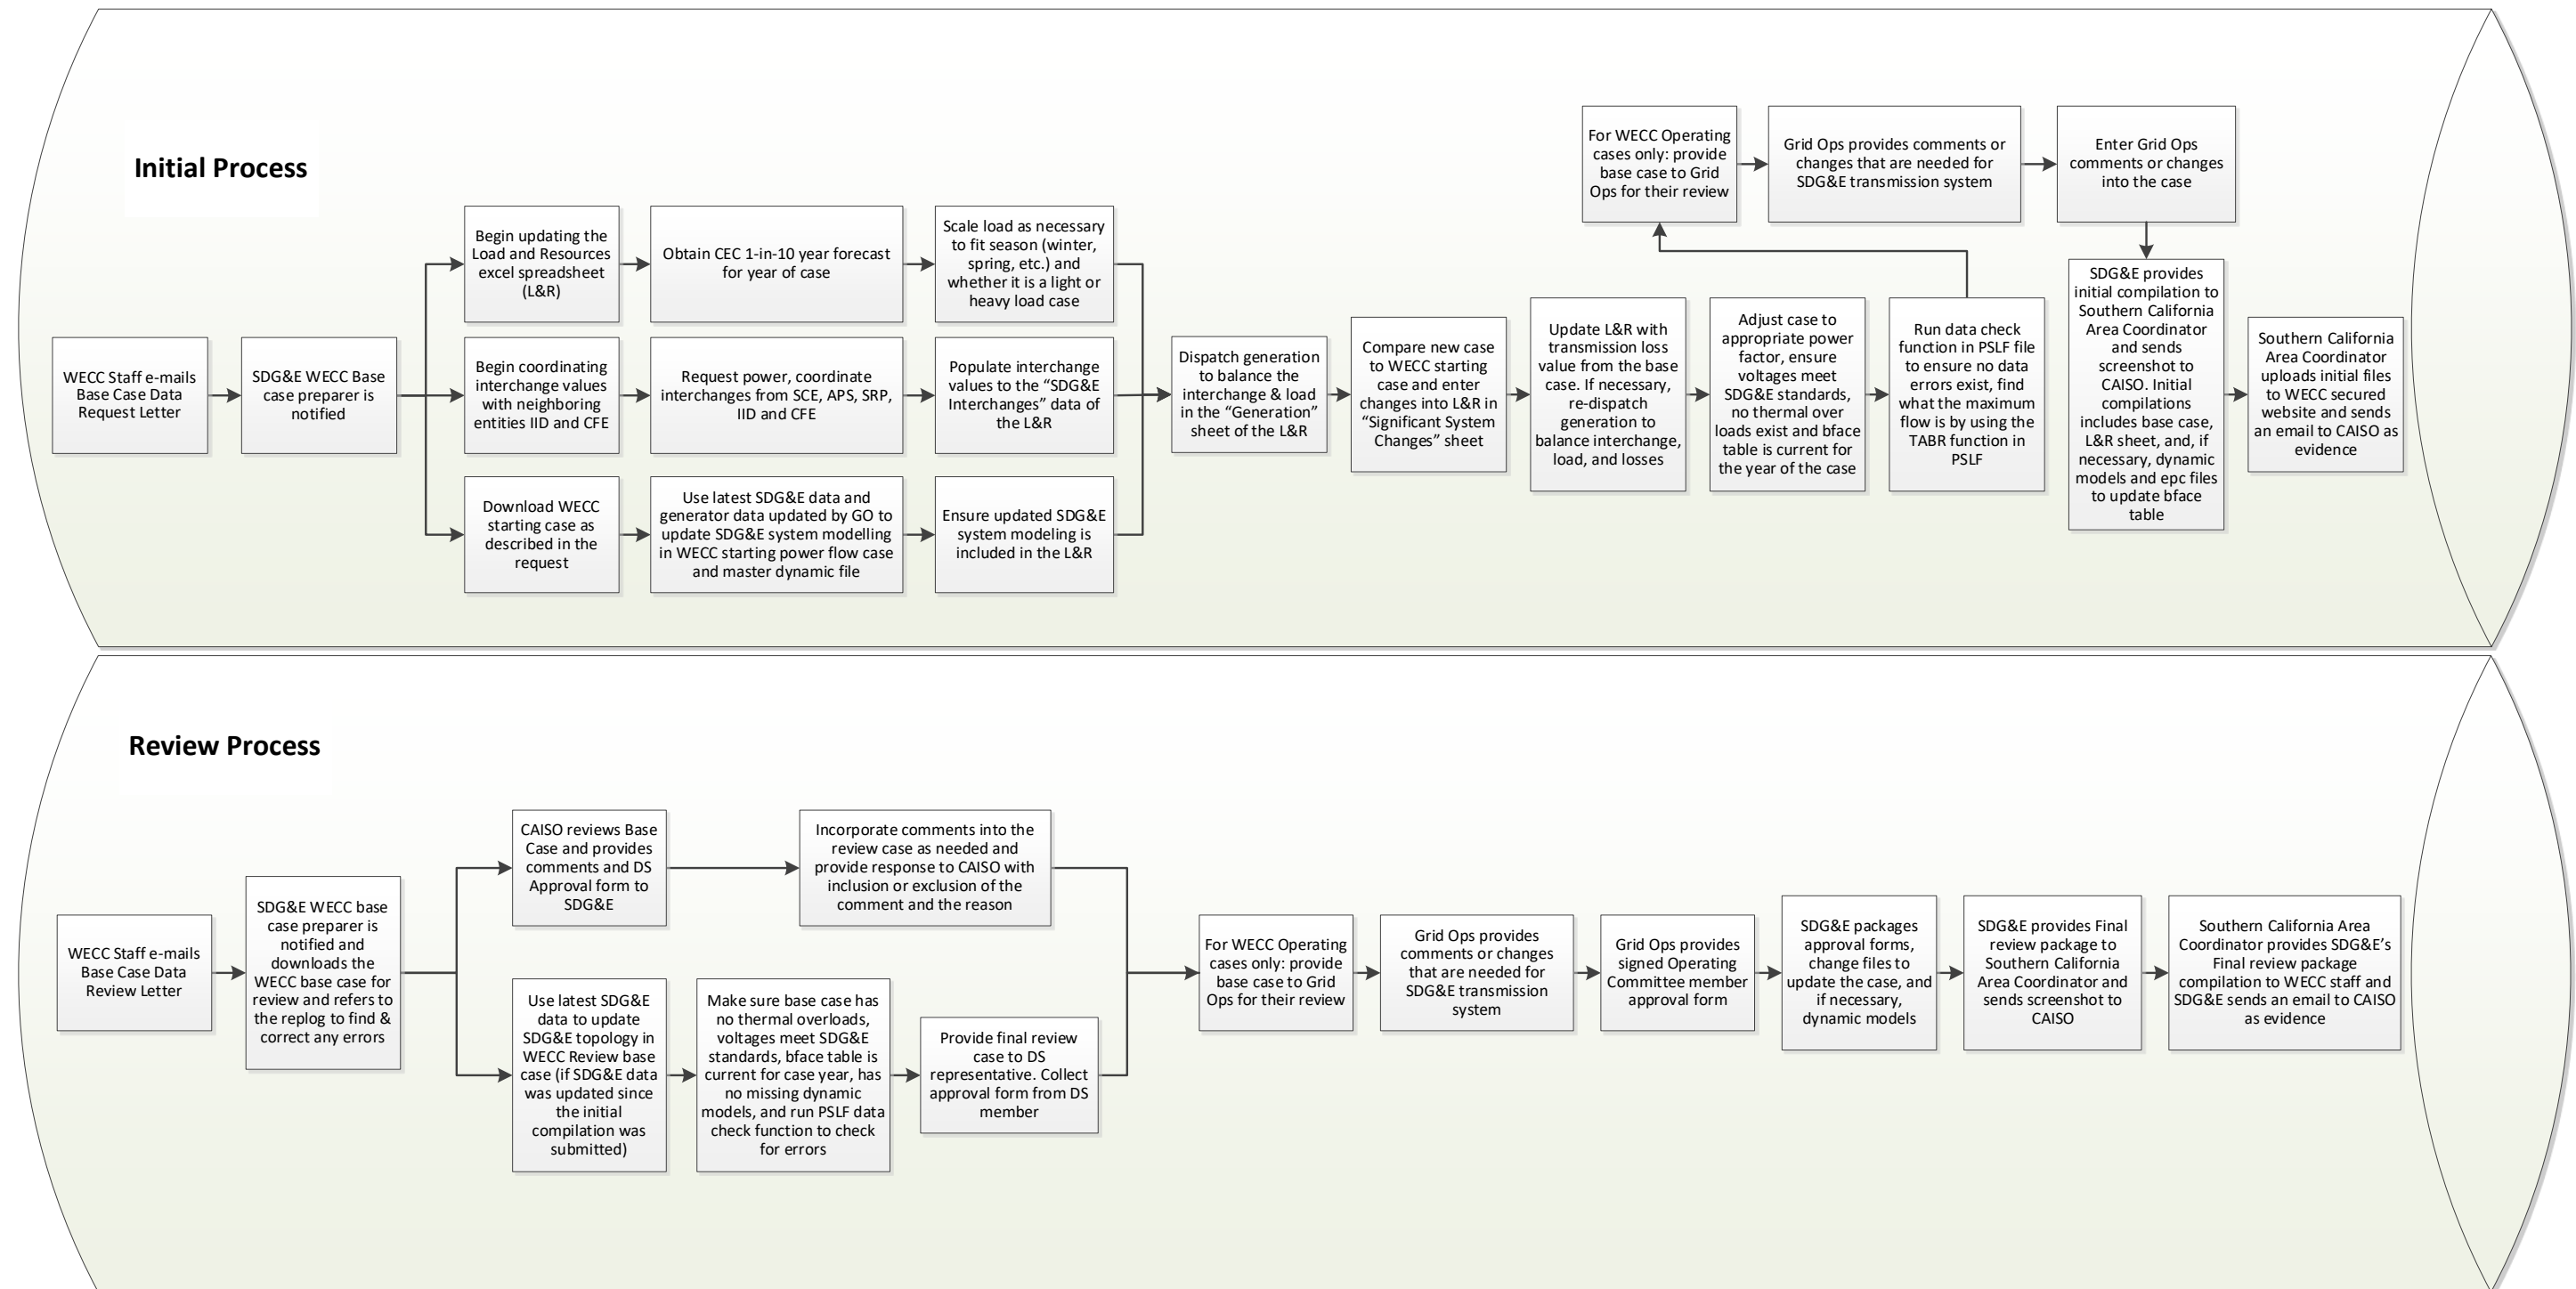 Initial Process
WECC Staff e-mails
Base Case Data
Request Letter
SDG&E WECC Base
case preparer is
notified
Begin updating the
Load and Resources
excel spreadsheet
(L&R)
Obtain CEC 1-in-10 year forecast
for year of case
Scale load as necessary
to fit season (winter,
spring, etc.) and
whether it is a light or
heavy load case
Begin coordinating
interchange values
with neighboring
entities IID and CFE
Request power, coordinate
interchanges from SCE, APS, SRP,
IID and CFE
Populate interchange
values to the “SDG&E
Interchanges” data of
the L&R
Download WECC
starting case as
described in the
request
Use latest SDG&E data and
generator data updated by GO to
update SDG&E system modelling
in WECC starting power flow case
and master dynamic file
Ensure updated SDG&E
system modeling is
included in the L&R
Dispatch generation
to balance the
interchange & load
in the “Generation”
sheet of the L&R
Compare new case
to WECC starting
case and enter
changes into L&R in
“Significant System
Changes” sheet
Update L&R with
transmission loss
value from the base
case. If necessary,
re-dispatch
generation to
balance interchange,
load, and losses
Adjust case to
appropriate power
factor, ensure
voltages meet
SDG&E standards,
no thermal over
loads exist and bface
table is current for
the year of the case
Run data check
function in PSLF file
to ensure no data
errors exist, find
what the maximum
flow is by using the
TABR function in
PSLF
For WECC Operating
cases only: provide
base case to Grid
Ops for their review
Grid Ops provides comments or
changes that are needed for
SDG&E transmission system
Enter Grid Ops
comments or changes
into the case
SDG&E provides
initial compilation to
Southern California
Area Coordinator
and sends
screenshot to
CAISO. Initial
compilations
includes base case,
L&R sheet, and, if
necessary, dynamic
models and epc files
to update bface
table
Southern California
Area Coordinator
uploads initial files
to WECC secured
website and sends
an email to CAISO as
evidence
Review Process
WECC Staff e-mails
Base Case Data
Review Letter
SDG&E WECC base
case preparer is
notified and
downloads the
WECC base case for
review and refers to
the replog to find &
correct any errors
CAISO reviews Base
Case and provides
comments and DS
Approval form to
SDG&E
Incorporate comments into the
review case as needed and
provide response to CAISO with
inclusion or exclusion of the
comment and the reason
Use latest SDG&E
data to update
SDG&E topology in
WECC Review base
case (if SDG&E data
was updated since
the initial
compilation was
submitted)
Make sure base case has
no thermal overloads,
voltages meet SDG&E
standards, bface table is
current for case year, has
no missing dynamic
models, and run PSLF data
check function to check
for errors
Provide final review
case to DS
representative. Collect
approval form from DS
member
For WECC Operating
cases only: provide
base case to Grid
Ops for their review
Grid Ops provides
comments or changes
that are needed for
SDG&E transmission
system
Grid Ops provides
signed Operating
Committee member
approval form
SDG&E packages
approval forms,
change files to
update the case, and
if necessary,
dynamic models
SDG&E provides Final
review package to
Southern California
Area Coordinator and
sends screenshot to
CAISO
Southern California Area
Coordinator provides SDG&E’s
Final review package
compilation to WECC staff and
SDG&E sends an email to CAISO
as evidence